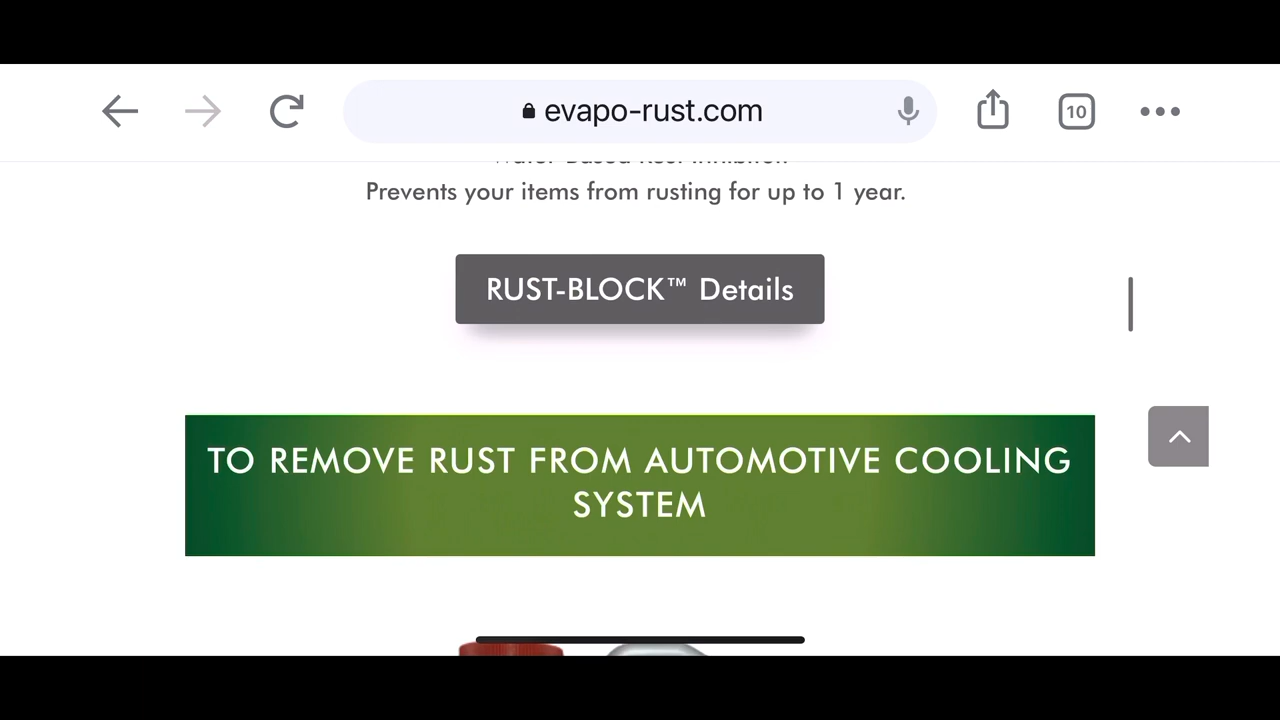 evapo-rust.com
10
Prevents your items from rusting for up to 1 year.
RUST-BLOCK™ Details
TO REMOVE RUST FROM AUTOMOTIVE COOLING
SYSTEM